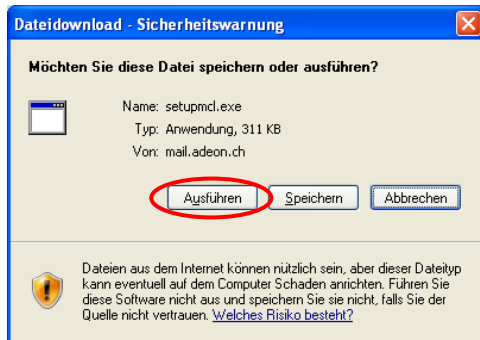 Dateidownload - Sicherheitswarnung
Möchten Sie diese Datei speichern oder ausführen?
Name: setupmcl.exe
Typ: Anwendung, 311 KB
Von: mail.adeon.ch
Ausführen Speichern Abbrechen
Dateien aus dem Internet können nützlich sein, aber dieser Dateityp
kann eventuell auf dem Computer Schaden anrichten. Führen Sie
diese Software nicht aus und speichern Sie sie nicht, falls Sie der
Quelle nicht vertrauen. Welches Risiko besteht?